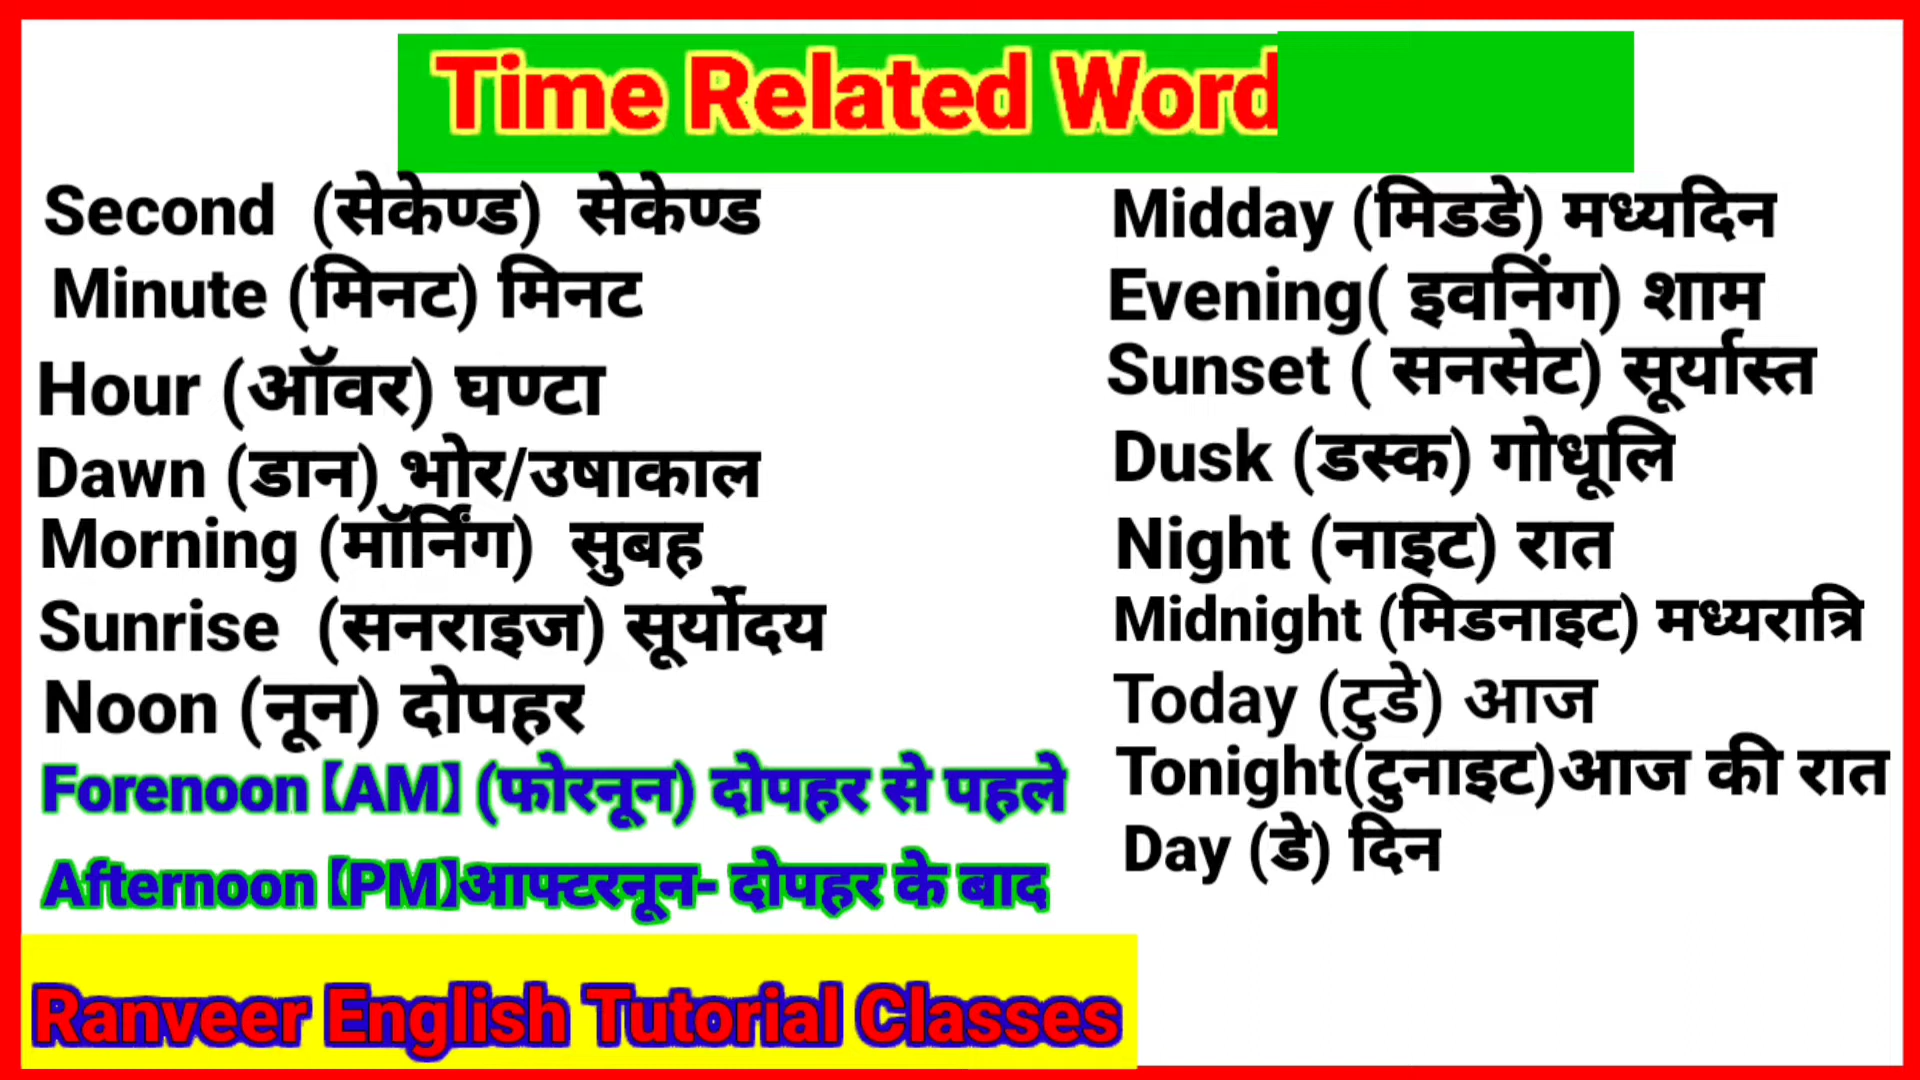 Time Related Word
Second (सेकेण्ड) सेकेण्ड
Minute (मिनट) मिनट
Hour (ऑवर) घण्टा
Dawn (डान) भोर/उषाकाल
Morning (मॉर्निंग) सुबह
Sunrise (सनराइज) सूर्योदय
Noon (नून) दोपहर
Forenoon【AM】 (फोरनून) दोपहर से पहले
Afternoon【PM】आफ्टरनून- दोपहर के बाद
Midday (मिडडे) मध्यदिन
Evening( इवनिंग) शाम
Sunset ( सनसेट) सूर्यास्त
Dusk (डस्क) गोधूलि
Night (नाइट) रात
Midnight (मिडनाइट) मध्यरात्रि
Today (टुडे) आज
Tonight(टुनाइट)आज की रात
Day (डे) दिन
Ranveer English Tutorial Classes